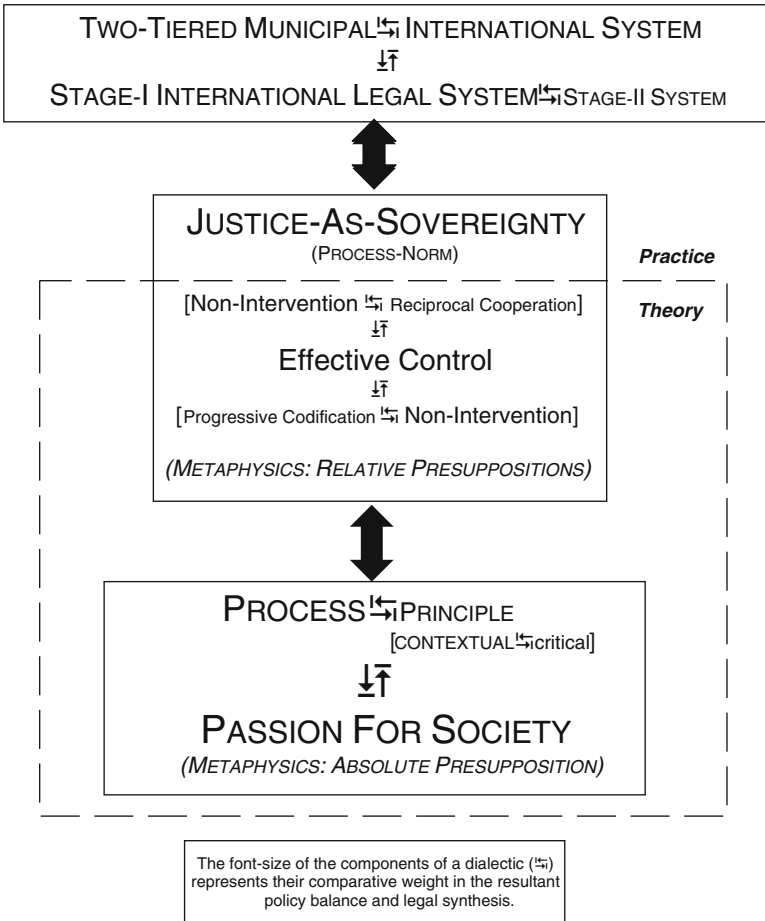 TWO-TIERED MUNICIPAL⇆INTERNATIONAL SYSTEM
⇵
STAGE-I INTERNATIONAL LEGAL SYSTEM⇆STAGE-II SYSTEM
JUSTICE-AS-SOVEREIGNTY
(PROCESS-NORM)
Practice
[Non-Intervention ⇆ Reciprocal Cooperation]
Theory
⇵
Effective Control
⇵
[Progressive Codification ⇆ Non-Intervention]
(METAPHYSICS: RELATIVE PRESUPPOSITIONS)
PROCESS⇆PRINCIPLE
[CONTEXTUAL⇆critical]
⇵
PASSION FOR SOCIETY
(METAPHYSICS: ABSOLUTE PRESUPPOSITION)
The font-size of the components of a dialectic (⇆)
represents their comparative weight in the resultant
policy balance and legal synthesis.